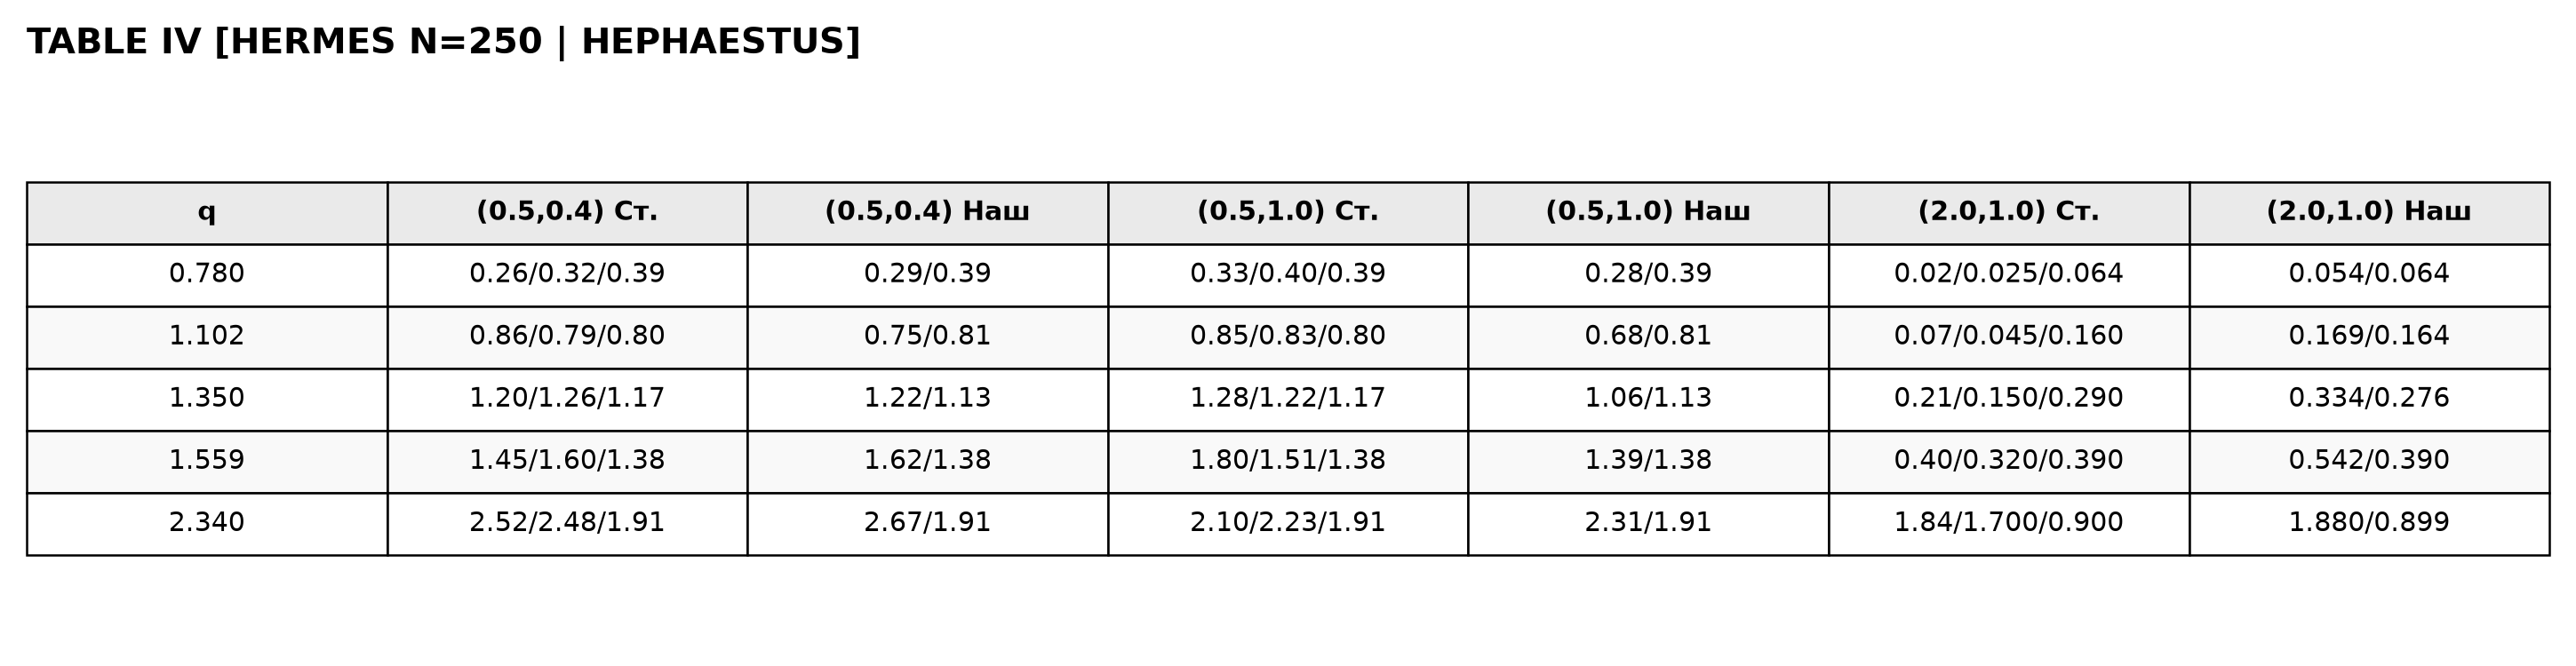 TABLE IV [HERMES N=250 | HEPHAESTUS]
q (0.5,0.4) Ст. (0.5,0.4) Наш (0.5,1.0) Ст. (0.5,1.0) Наш (2.0,1.0) Ст. (2.0,1.0) Наш
0.780 0.26/0.32/0.39 0.29/0.39 0.33/0.40/0.39 0.28/0.39 0.02/0.025/0.064 0.054/0.064
1.102 0.86/0.79/0.80 0.75/0.81 0.85/0.83/0.80 0.68/0.81 0.07/0.045/0.160 0.169/0.164
1.350 1.20/1.26/1.17 1.22/1.13 1.28/1.22/1.17 1.06/1.13 0.21/0.150/0.290 0.334/0.276
1.559 1.45/1.60/1.38 1.62/1.38 1.80/1.51/1.38 1.39/1.38 0.40/0.320/0.390 0.542/0.390
2.340 2.52/2.48/1.91 2.67/1.91 2.10/2.23/1.91 2.31/1.91 1.84/1.700/0.900 1.880/0.899